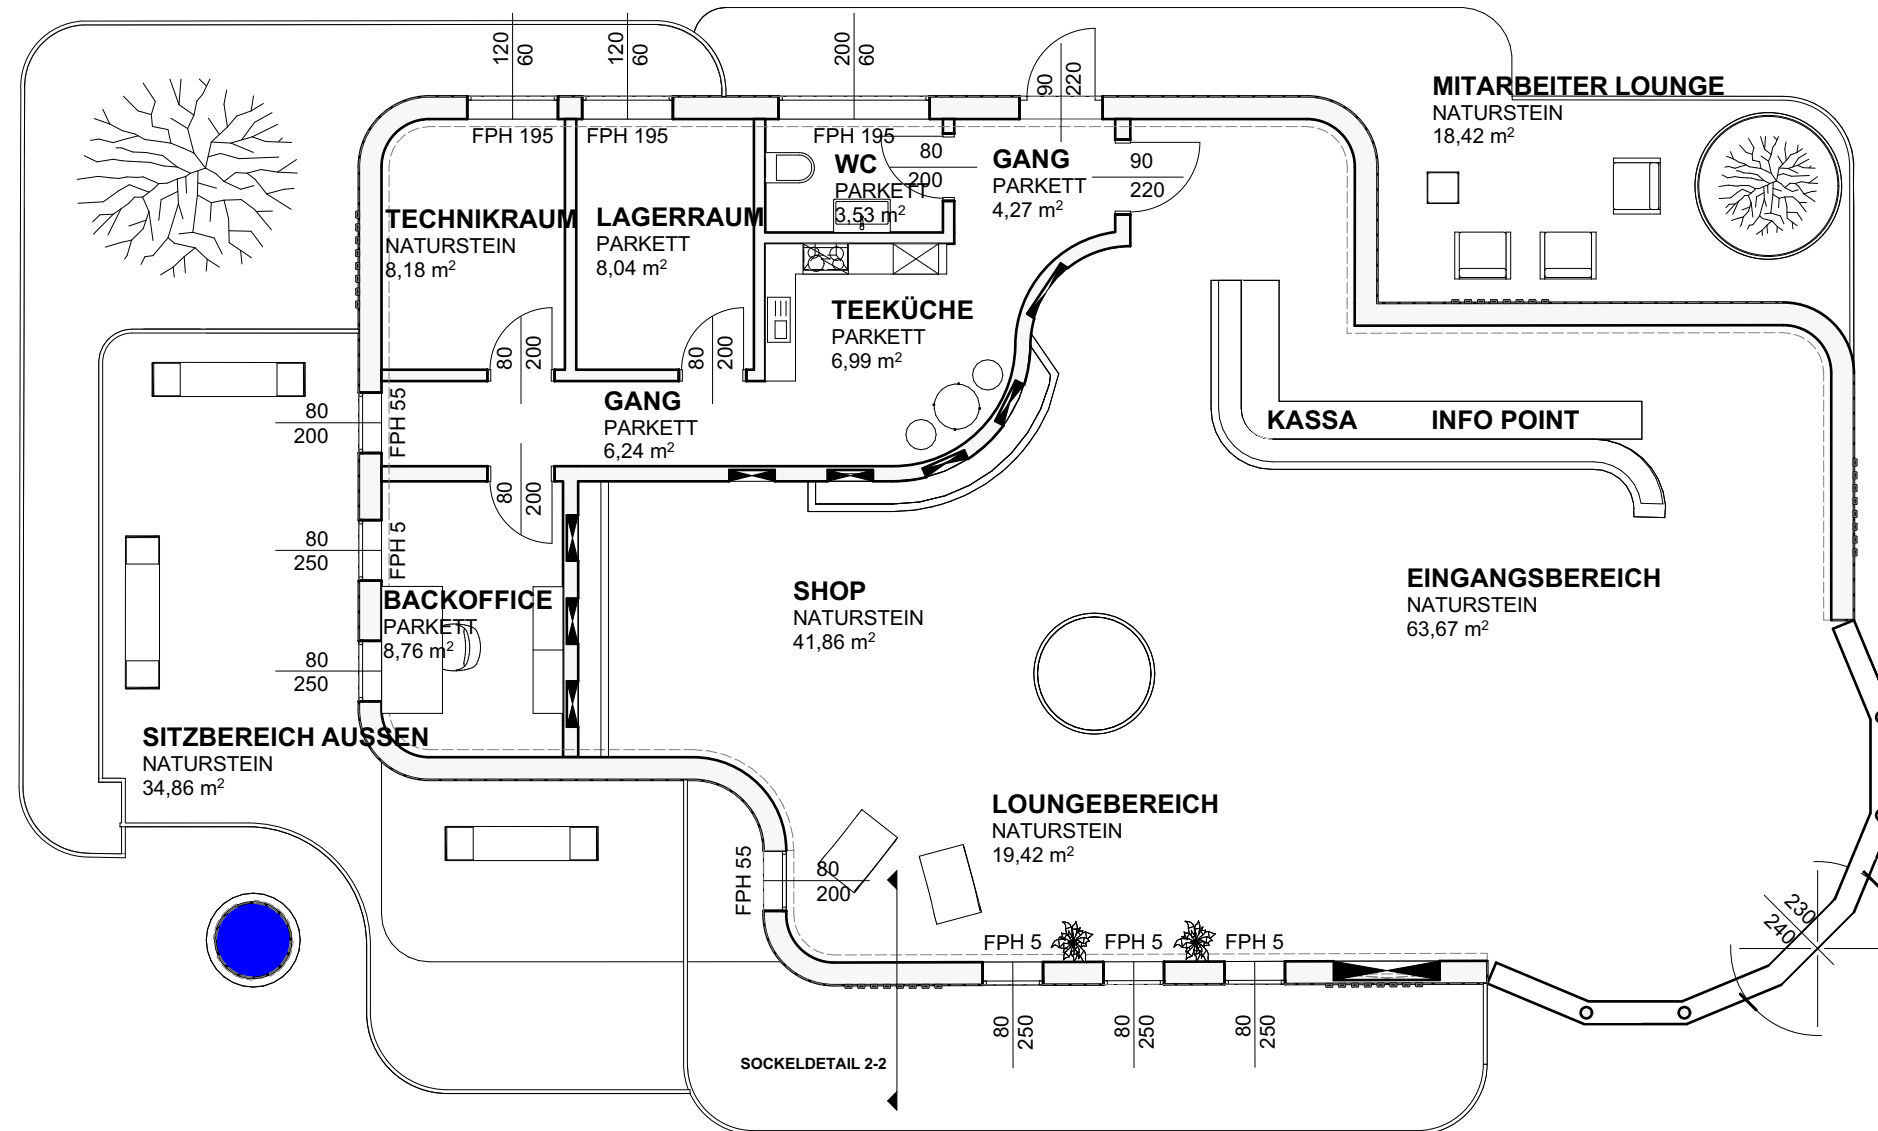 120
60
120
60
200
60
90
220
MITARBEITER LOUNGE
NATURSTEIN
18,42 m²
FPH 195
FPH 195
FPH 195
80
200
WC
PARKETT
3,53 m²
GANG
PARKETT
4,27 m²
90
220
TECHNIKRAUM
NATURSTEIN
8,18 m²
LAGERRAUM
PARKETT
8,04 m²
TEEKÜCHE
PARKETT
6,99 m²
80
200
80
200
80
200
FPH 55
GANG
PARKETT
6,24 m²
KASSA
INFO POINT
80
200
80
250
FPH 5
BACKOFFICE
PARKETT
8,76 m²
SHOP
NATURSTEIN
41,86 m²
EINGANGSBEREICH
NATURSTEIN
63,67 m²
80
250
SITZBEREICH AUSSEN
NATURSTEIN
34,86 m²
LOUNGEBEREICH
NATURSTEIN
19,42 m²
FPH 55
80
200
230
240
FPH 5
FPH 5
FPH 5
80
250
80
250
80
250
SOCKELDETAIL 2-2